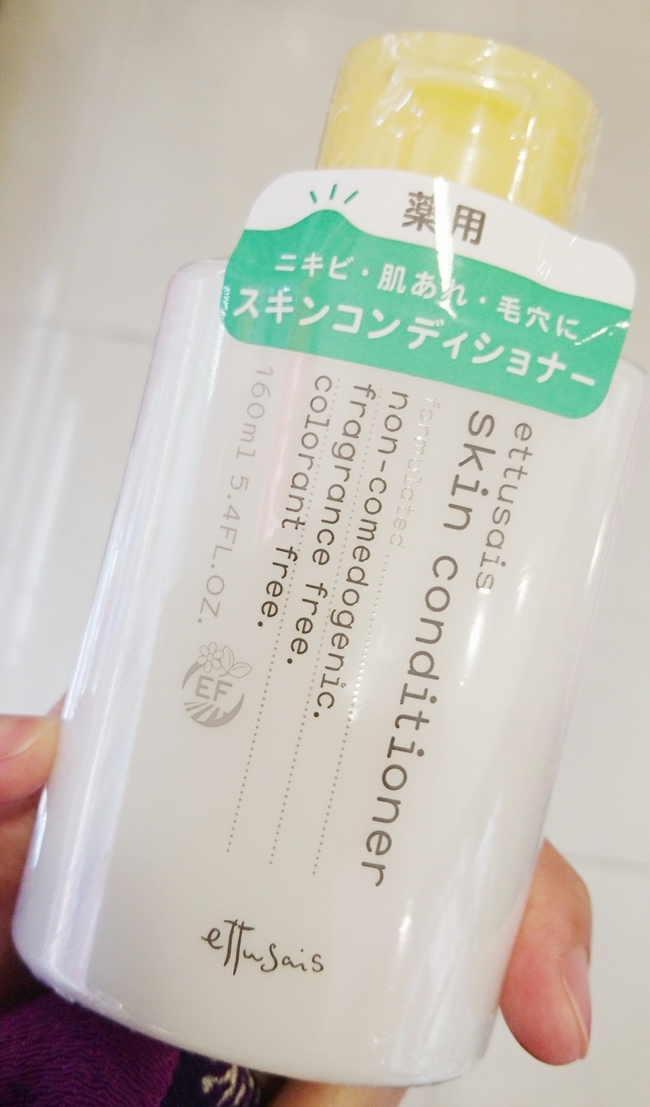 薬用
ニキビ・肌あれ・毛穴に
スキンコンディショナー
ettusais
skin conditioner
formulated
non-comedogenic.
fragrance free.
colorant free.
160ml 5.4FL.OZ.
EF
ettusais